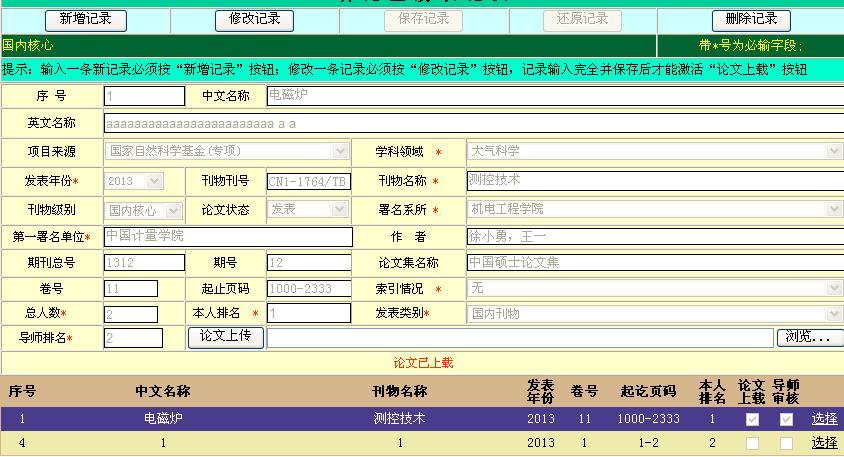 新增记录 修改记录 保存记录 还原记录 删除记录
国内核心 带*号为必输字段;
提示: 输入一条新记录必须按“新增记录”按钮; 修改一条记录必须按“修改记录”按钮, 记录输入完全并保存后才能激活“论文上载”按钮
序 号 1 中文名称 电磁炉
英文名称 aaaaaaaaaaaaaaaaaaaaaaaa a a
项目来源 国家自然科学基金(专项) 学科领域 * 大气科学
发表年份* 2013 刊物刊号 CN1-1764/TB 刊物名称 * 测控技术
刊物级别 国内核心 论文状态 发表 署名系所 * 机电工程学院
第一署名单位* 中国计量学院 作 者 徐小勇, 王一
期刊总号 1312 期号 12 论文集名称 中国硕士论文集
卷号 11 起止页码 1000-2333 索引情况 * 无
总人数* 2 本人排名 * 1 发表类别* 国内刊物
导师排名* 2 论文上传 浏览...
论文已上载
序号 中文名称 刊物名称 发表年份 卷号 起讫页码 本人排名 论文上载 导师审核
1 电磁炉 测控技术 2013 11 1000-2333 1 选择
4 1 1 2013 1 1-2 2 选择